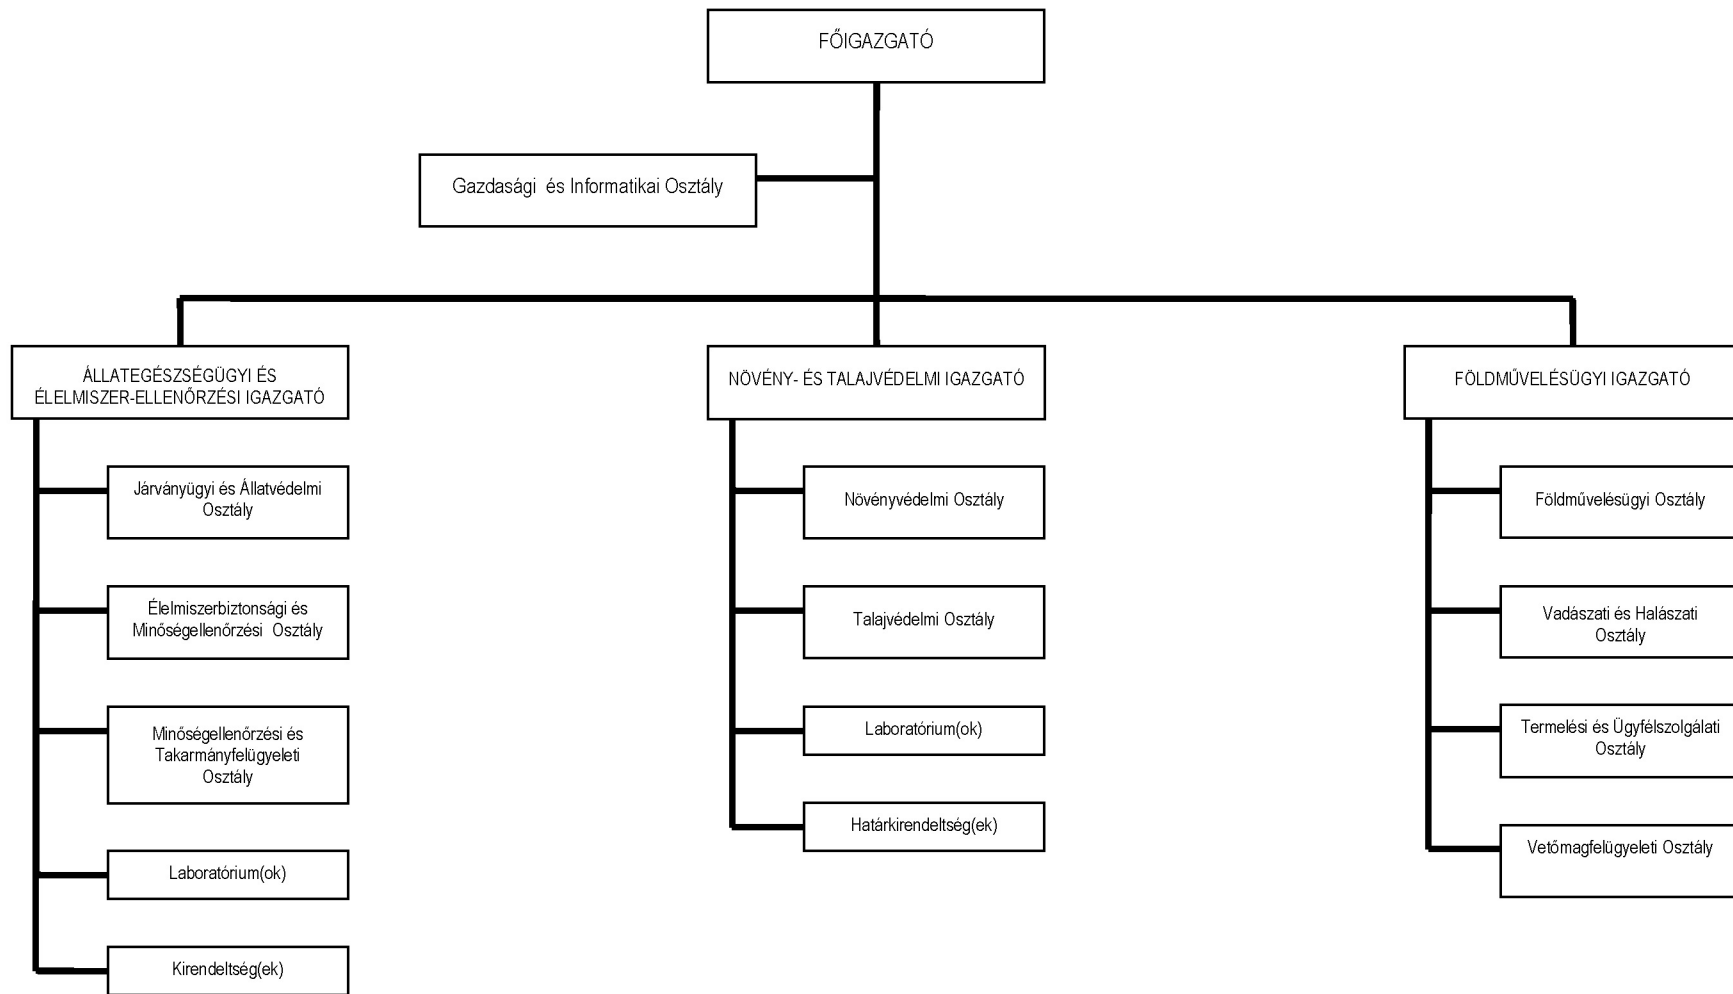 FŐIGAZGATÓ
Gazdasági és Informatikai Osztály
ÁLLATEGÉSZSÉGÜGYI ÉS
ÉLELMISZER-ELLENŐRZÉSI IGAZGATÓ
Járványügyi és Állatvédelmi
Osztály
Élelmiszerbiztonsági és
Minőségellenőrzési Osztály
Minőségellenőrzési és
Takarmányfelügyeleti
Osztály
Laboratórium(ok)
Kirendeltség(ek)
NÖVÉNY- ÉS TALAJVÉDELMI IGAZGATÓ
Növényvédelmi Osztály
Talajvédelmi Osztály
Laboratórium(ok)
Határkirendeltség(ek)
FÖLDMŰVELÉSÜGYI IGAZGATÓ
Földművelésügyi Osztály
Vadászati és Halászati
Osztály
Termelési és Ügyfélszolgálati
Osztály
Vetőmagfelügyeleti Osztály